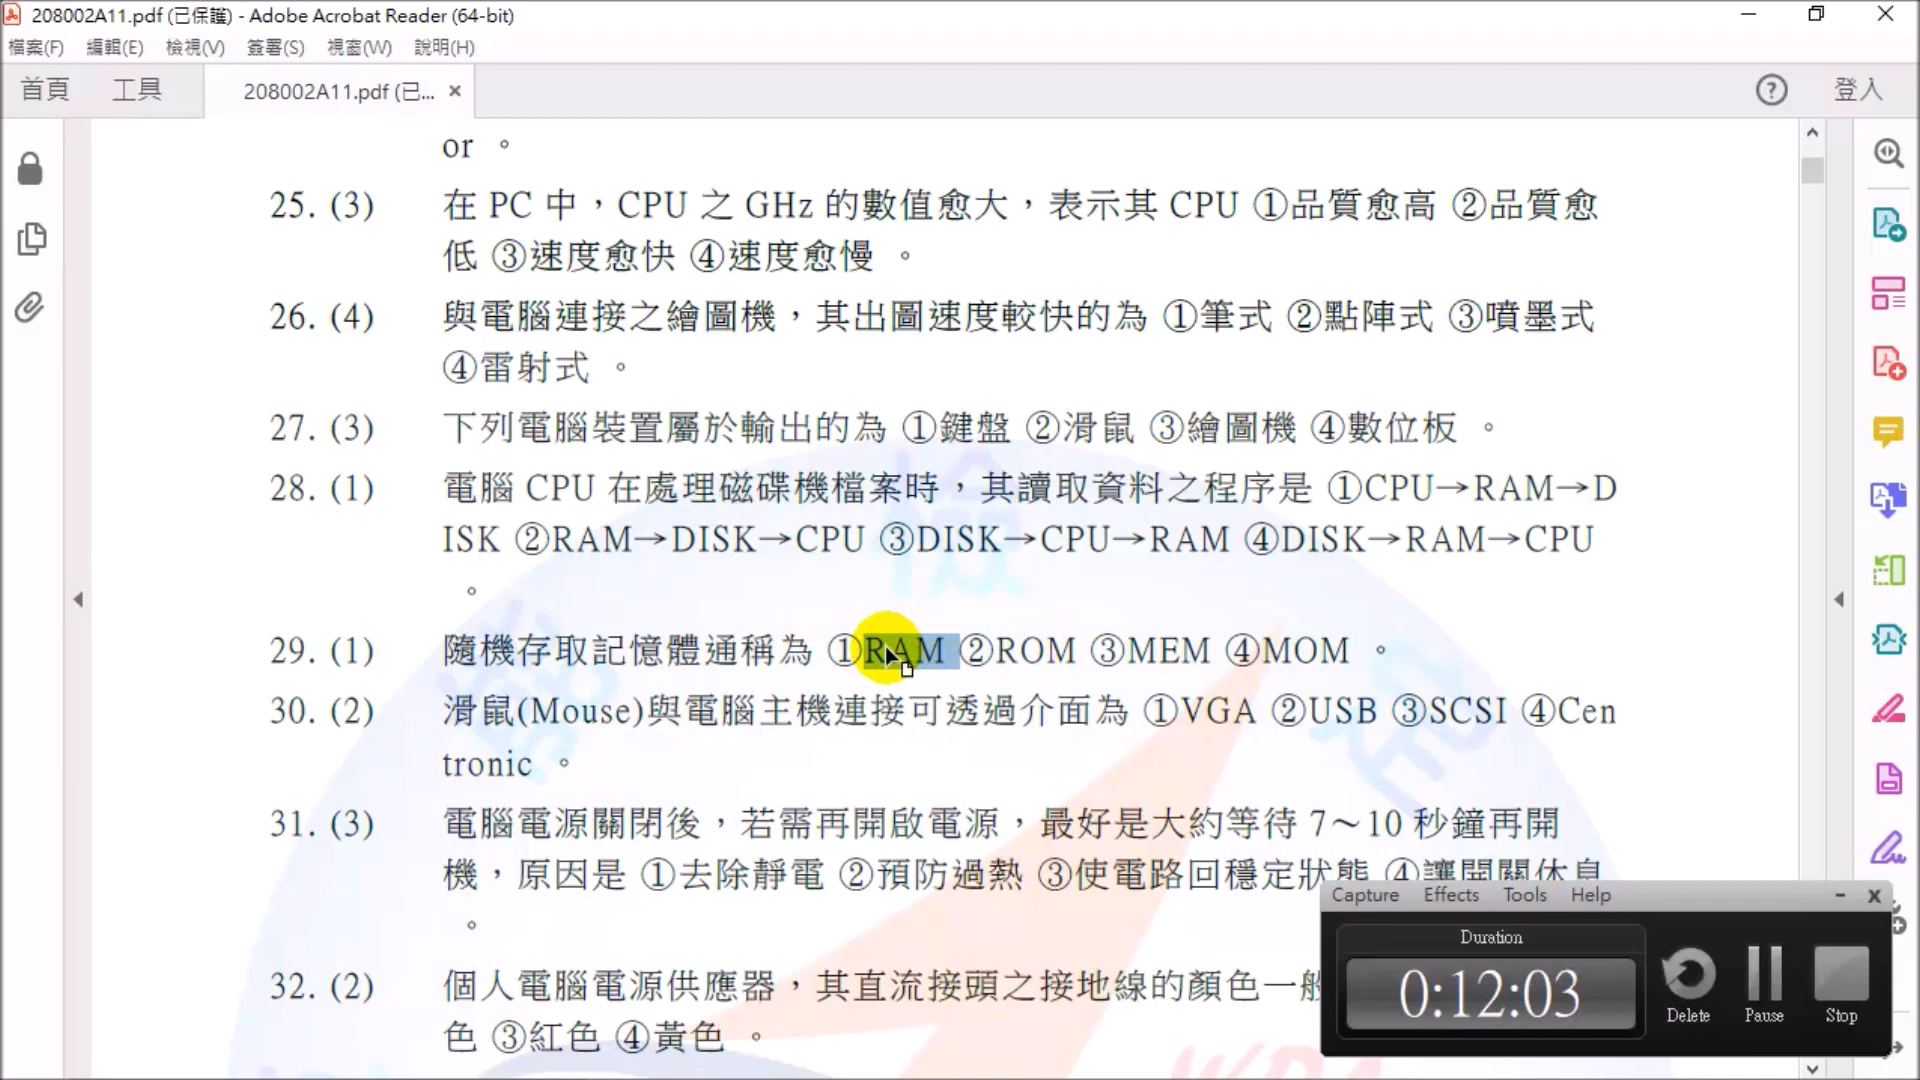 208002A11.pdf (已保護) - Adobe Acrobat Reader (64-bit)
檔案(F) 編輯(E) 檢視(V) 簽署(S) 視窗(W) 說明(H)
首頁 工具 208002A11.pdf (已... × 登入
or 。
25. (3) 在 PC 中，CPU 之 GHz 的數值愈大，表示其 CPU ①品質愈高 ②品質愈
低 ③速度愈快 ④速度愈慢 。
26. (4) 與電腦連接之繪圖機，其出圖速度較快的為 ①筆式 ②點陣式 ③噴墨式
④雷射式 。
27. (3) 下列電腦裝置屬於輸出的為 ①鍵盤 ②滑鼠 ③繪圖機 ④數位板 。
28. (1) 電腦 CPU 在處理磁碟機檔案時，其讀取資料之程序是 ①CPU→RAM→D
ISK ②RAM→DISK→CPU ③DISK→CPU→RAM ④DISK→RAM→CPU
。
29. (1) 隨機存取記憶體通稱為 ①RAM ②ROM ③MEM ④MOM 。
30. (2) 滑鼠(Mouse)與電腦主機連接可透過介面為 ①VGA ②USB ③SCSI ④Cen
tronic 。
31. (3) 電腦電源關閉後，若需再開啟電源，最好是大約等待 7～10 秒鐘再開
機，原因是 ①去除靜電 ②預防過熱 ③使電路回穩定狀態 ④讓開關休息
。
32. (2) 個人電腦電源供應器，其直流接頭之接地線的顏色一般
色 ③紅色 ④黃色 。
Capture Effects Tools Help
Duration
0:12:03
Delete Pause Stop